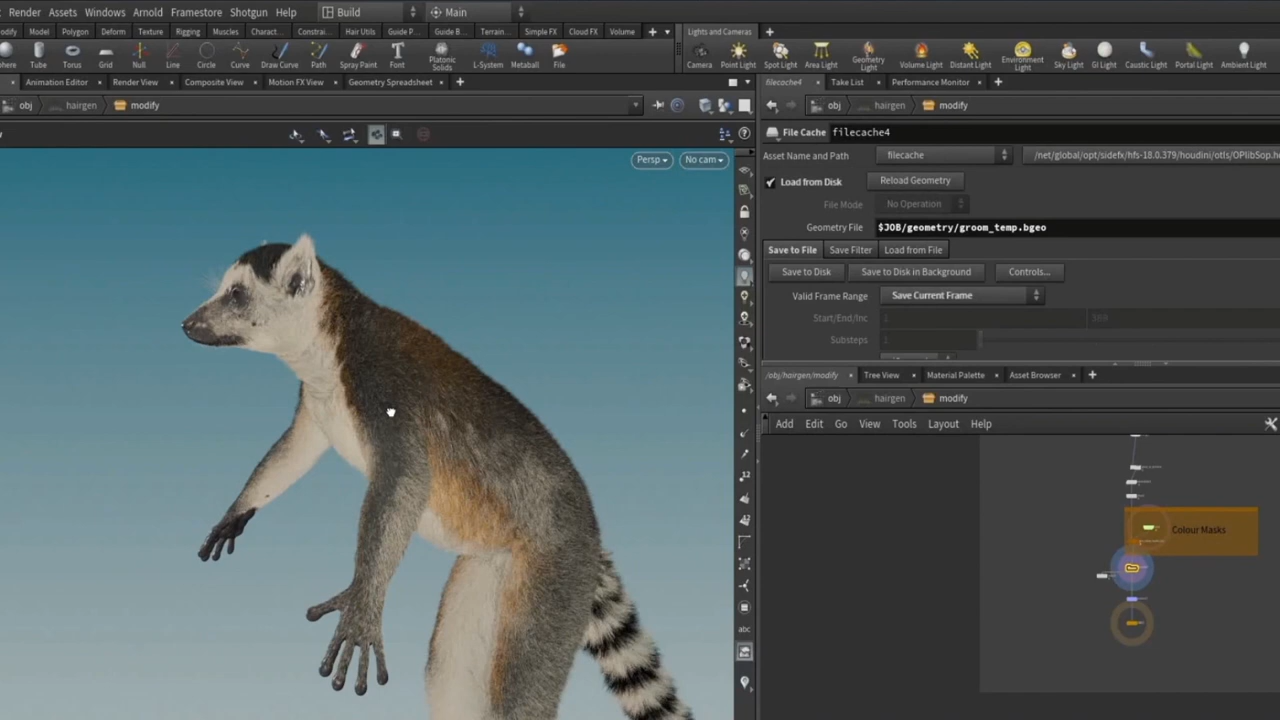 Render Assets Windows Arnold Framestore Shotgun Help Build Main
Model Polygon Deform Texture Rigging Muscles Charact... Constrai... Hair Utils Guide P... Guide B... Terrain... Simple FX Cloud FX Volume Lights and Cameras
Tube Torus Grid Null Line Circle Curve Draw Curve Path Spray Paint Font Platonic Solids L-System Metaball File Camera Point Light Spot Light Area Light Geometry Light Volume Light Distant Light Environment Light Sky Light GI Light Caustic Light Portal Light Ambient Light
Animation Editor Render View Composite View Motion FX View Geometry Spreadsheet filecache4 Take List Performance Monitor
obj hairgen modify obj hairgen modify
File Cache filecache4
Persp No cam Asset Name and Path filecache /net/global/opt/sidefx/hfs-18.0.379/houdini/otls/OPlibSop.h
Load from Disk Reload Geometry
File Mode No Operation
Geometry File $JOB/geometry/groom_temp.bgeo
Save to File Save Filter Load from File
Save to Disk Save to Disk in Background Controls...
Valid Frame Range Save Current Frame
Start/End/Inc 1
Substeps 1
/obj/hairgen/modify Tree View Material Palette Asset Browser
obj hairgen modify
Add Edit Go View Tools Layout Help
Colour Masks
abc